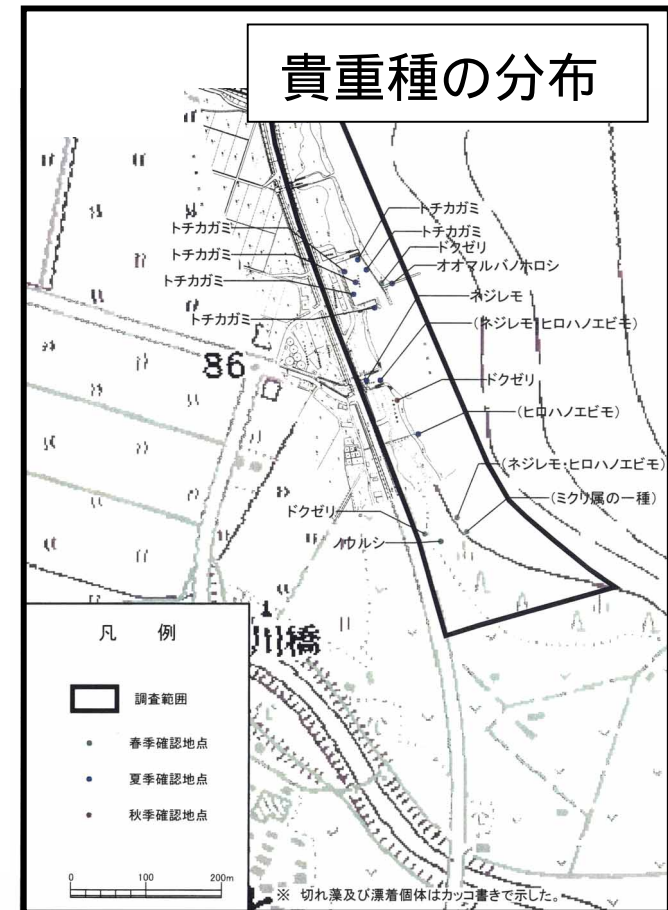 貴重種の分布
トチカガミ
トチカガミ
トチカガミ
ドクゼリ
トチカガミ
オオマルバノホロシ
トチカガミ
ネジレモ
トチカガミ
(ネジレモ・ヒロハノエビモ)
86
ドクゼリ
(ヒロハノエビモ)
(ネジレモ・ヒロハノエビモ)
(ミクリ属の一種)
ドクゼリ
ノウルシ
川橋
凡 例
調査範囲
春季確認地点
夏季確認地点
秋季確認地点
0 100 200m
※ 切れ藻及び漂着個体はカッコ書きで示した。